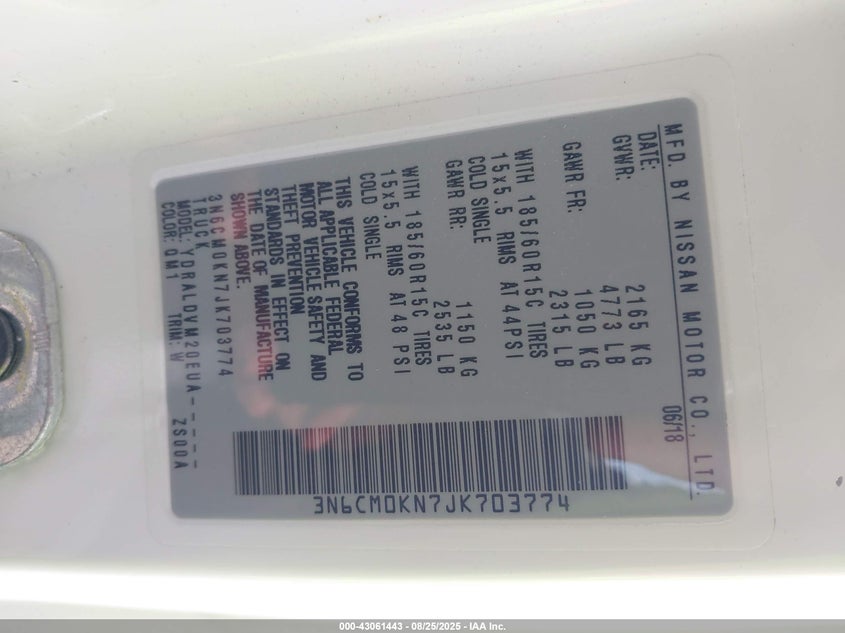 MFD. BY NISSAN MOTOR CO., LTD.
DATE: 06/18
GVWR: 2165 KG
4773 LB
GAWR FR: 1050 KG
2315 LB
WITH 185/60R15C TIRES
15x5.5 RIMS AT 44PSI
COLD SINGLE
GAWR RR: 1150 KG
2535 LB
WITH 185/60R15C TIRES
15x5.5 RIMS AT 48 PSI
COLD SINGLE
THIS VEHICLE CONFORMS TO
ALL APPLICABLE FEDERAL
MOTOR VEHICLE SAFETY AND
THEFT PREVENTION
STANDARDS IN EFFECT ON
THE DATE OF MANUFACTURE
SHOWN ABOVE.
3N6CM0KN7JK703774
TRUCK
MODEL: YDRALDVM20EUA-----
COLOR: QM1 TRIM: W ZS00A
3N6CM0KN7JK703774
000-43061443 - 08/25/2025 - IAA Inc.